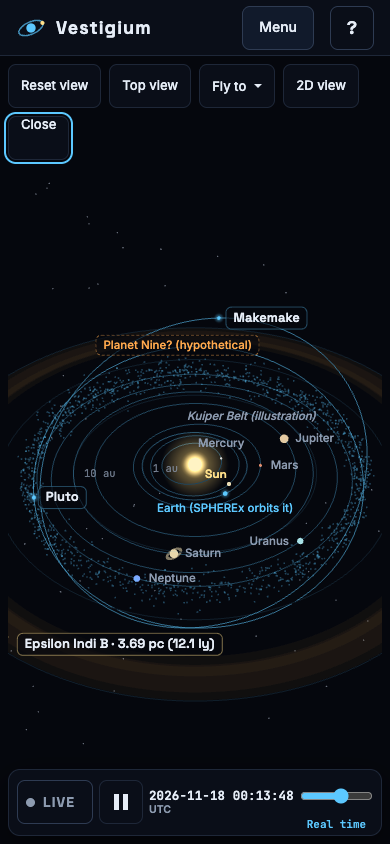 Vestigium
Menu
?
Reset view
Top view
Fly to
2D view
Close
Makemake
Planet Nine? (hypothetical)
Kuiper Belt (illustration)
Mercury
Jupiter
10 au
1 au
Sun
Mars
Pluto
Earth (SPHEREx orbits it)
Uranus
Saturn
Neptune
Epsilon Indi B · 3.69 pc (12.1 ly)
LIVE
2026-11-18 00:13:48
UTC
Real time